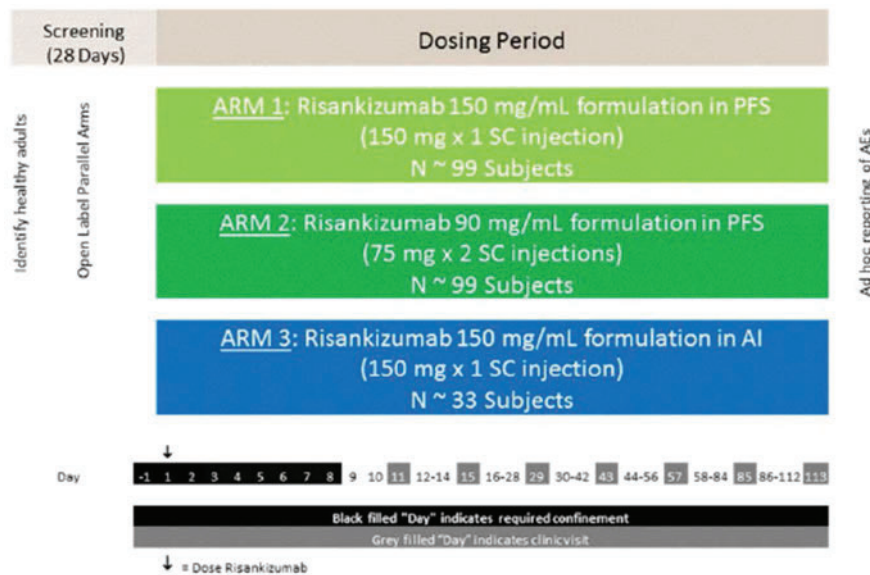 Screening
(28 Days)
Dosing Period
Identify healthy adults
Open Label Parallel Arms
ARM 1: Risankizumab 150 mg/mL formulation in PFS
(150 mg x 1 SC injection)
N ~ 99 Subjects
ARM 2: Risankizumab 90 mg/mL formulation in PFS
(75 mg x 2 SC injections)
N ~ 99 Subjects
ARM 3: Risankizumab 150 mg/mL formulation in AI
(150 mg x 1 SC injection)
N ~ 33 Subjects
Ad hoc reporting of AEs
↓
Day -1 1 2 3 4 5 6 7 8 9 10 11 12-14 15 16-28 29 30-42 43 44-56 57 58-84 85 86-112 113
Black filled "Day" indicates required confinement
Grey filled "Day" indicates clinic visit
↓ = Dose Risankizumab